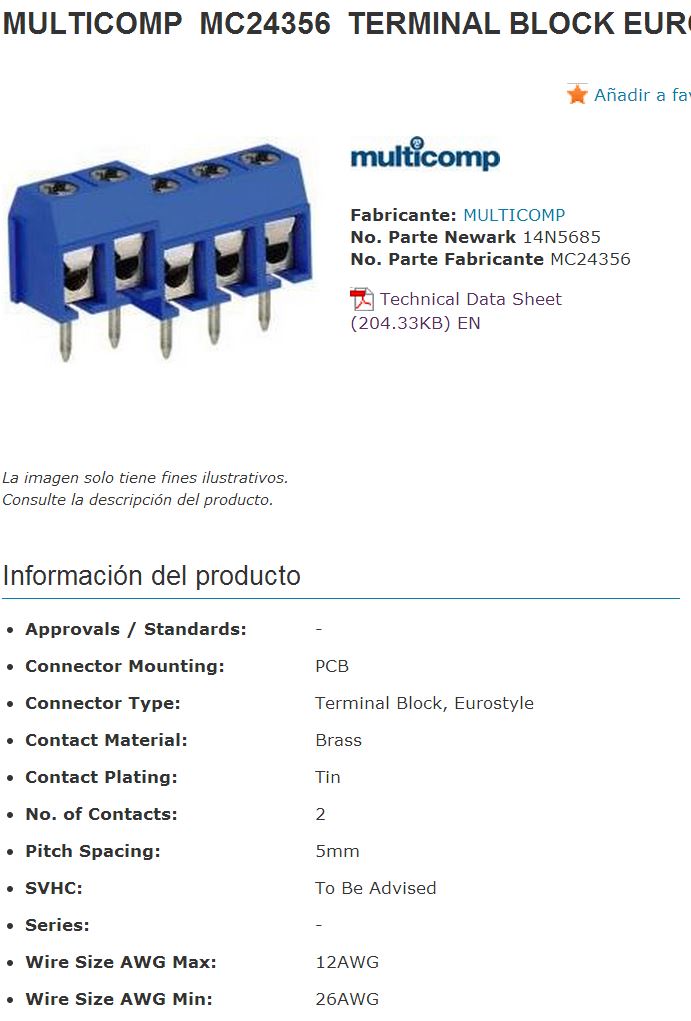 MULTICOMP MC24356 TERMINAL BLOCK EURO
Añadir a fav
multicomp
Fabricante: MULTICOMP
No. Parte Newark 14N5685
No. Parte Fabricante MC24356
Technical Data Sheet
(204.33KB) EN
La imagen solo tiene fines ilustrativos.
Consulte la descripción del producto.
Información del producto
• Approvals / Standards: -
• Connector Mounting: PCB
• Connector Type: Terminal Block, Eurostyle
• Contact Material: Brass
• Contact Plating: Tin
• No. of Contacts: 2
• Pitch Spacing: 5mm
• SVHC: To Be Advised
• Series: -
• Wire Size AWG Max: 12AWG
• Wire Size AWG Min: 26AWG